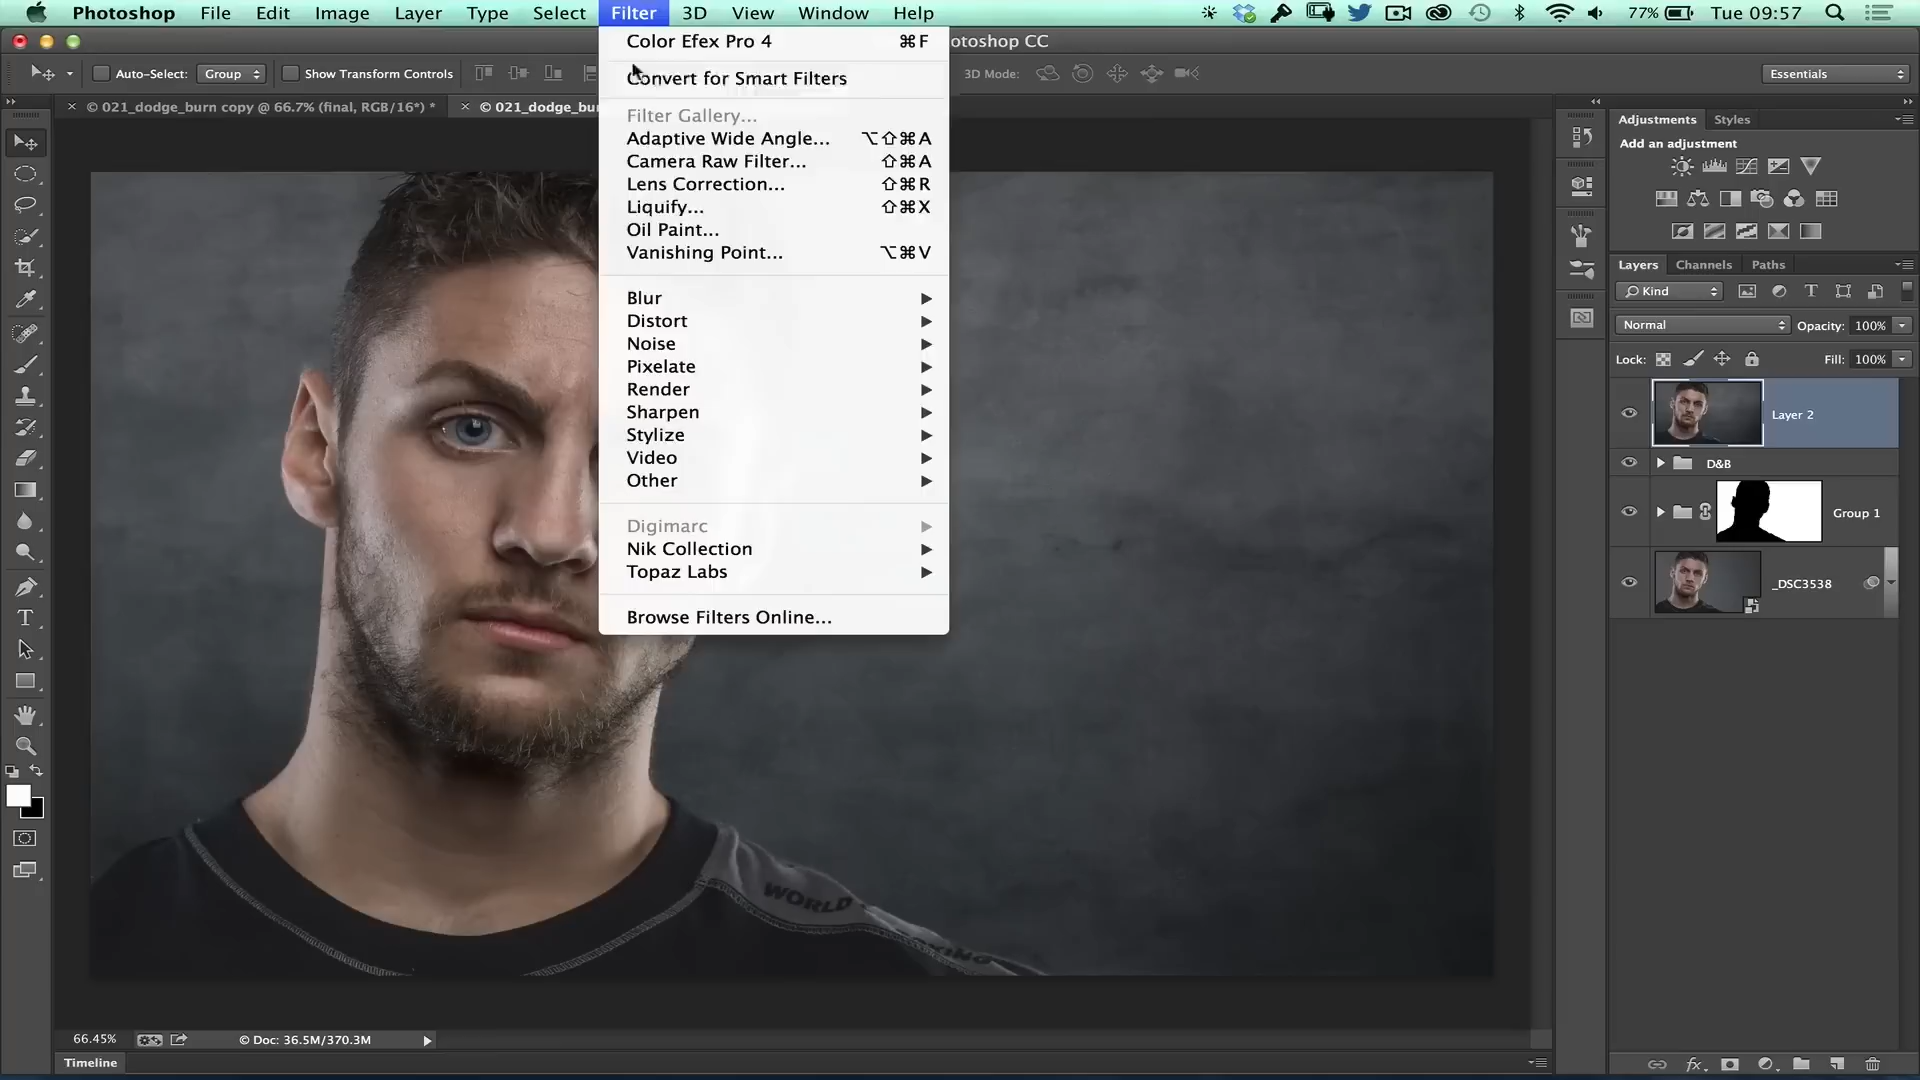 Photoshop File Edit Image Layer Type Select Filter 3D View Window Help 77% Tue 09:57
otoshop CC
Auto-Select: Group Show Transform Controls 3D Mode: Essentials
© 021_dodge_burn copy @ 66.7% (final, RGB/16*) * © 021_dodge_bu
Color Efex Pro 4 ⌘F
Convert for Smart Filters
Filter Gallery...
Adaptive Wide Angle... ⌥⇧⌘A
Camera Raw Filter... ⇧⌘A
Lens Correction... ⇧⌘R
Liquify... ⇧⌘X
Oil Paint...
Vanishing Point... ⌥⌘V
Blur
Distort
Noise
Pixelate
Render
Sharpen
Stylize
Video
Other
Digimarc
Nik Collection
Topaz Labs
Browse Filters Online...
Adjustments Styles
Add an adjustment
Layers Channels Paths
Kind
Normal Opacity: 100%
Lock: Fill: 100%
Layer 2
D&B
Group 1
_DSC3538
WORLD
66.45% © Doc: 36.5M/370.3M
Timeline